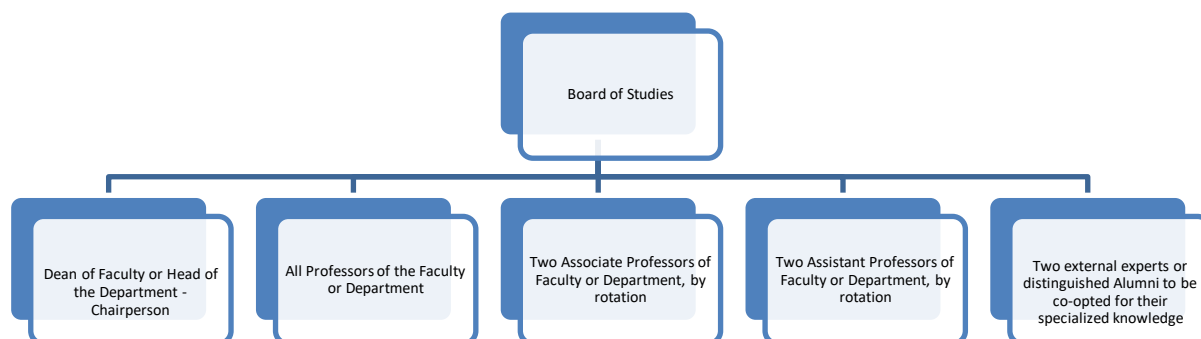 Board of Studies
Dean of Faculty or Head of
the Department -
Chairperson
All Professors of the Faculty
or Department
Two Associate Professors of
Faculty or Department, by
rotation
Two Assistant Professors of
Faculty or Department, by
rotation
Two external experts or
distinguished Alumni to be
co-opted for their
specialized knowledge